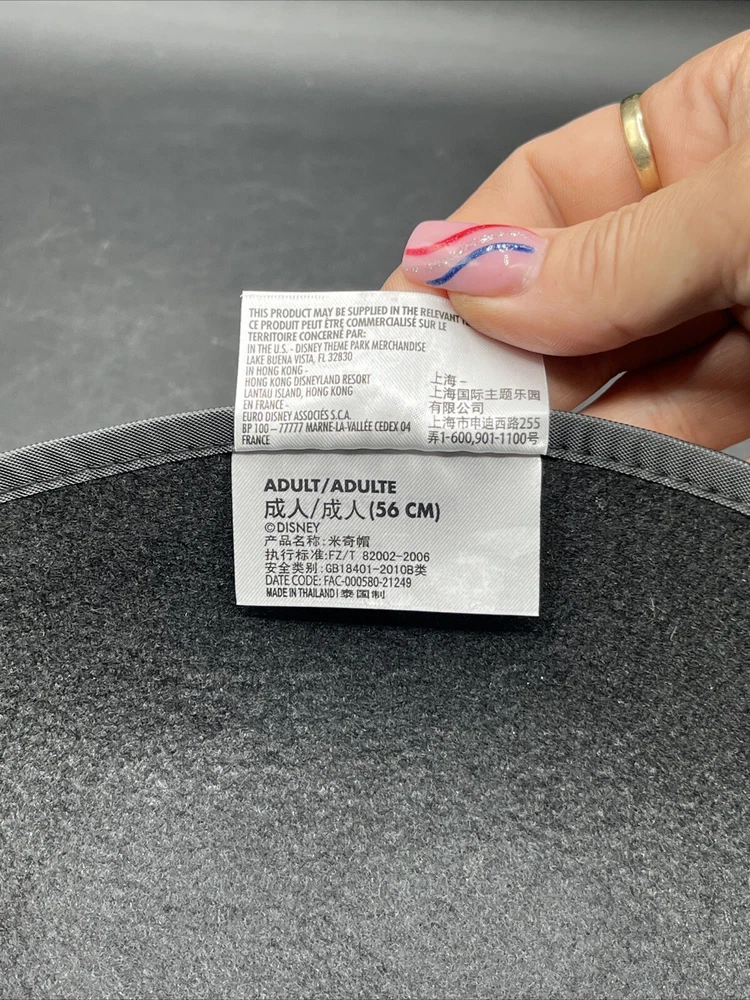 THIS PRODUCT MAY BE SUPPLIED IN THE RELEVANT
CE PRODUIT PEUT ÊTRE COMMERCIALISÉ SUR LE
TERRITOIRE CONCERNÉ PAR:
IN THE U.S. - DISNEY THEME PARK MERCHANDISE
LAKE BUENA VISTA, FL 32830
IN HONG KONG -
HONG KONG DISNEYLAND RESORT
LANTAU ISLAND, HONG KONG
EN FRANCE -
EURO DISNEY ASSOCIÉS S.C.A.
BP 100 – 77777 MARNE-LA-VALLÉE CEDEX 04
FRANCE
上海 -
上海国际主题乐园
有限公司
上海市申迪西路255
弄1-600,901-1100号
ADULT/ADULTE
成人/成人(56 CM)
©DISNEY
产品名称: 米奇帽
执行标准:FZ/T 82002-2006
安全类别:GB18401-2010B类
DATE CODE: FAC-000580-21249
MADE IN THAILAND | 泰国制